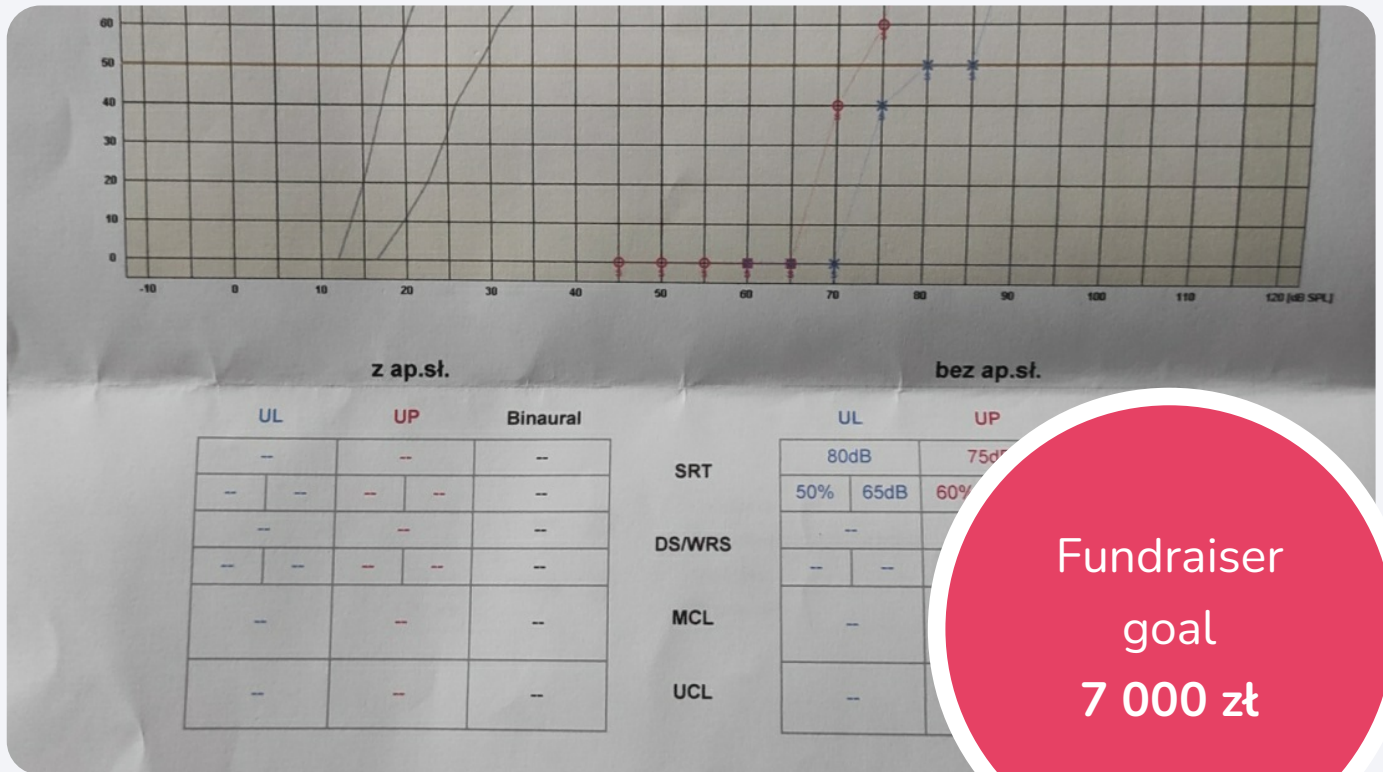 60
50
40
30
20
10
0
-10 0 10 20 30 40 50 60 70 80 90 100 110 120 [dB SPL]
z ap.sł. bez ap.sł.
UL UP Binaural UL UP
-- -- -- SRT 80dB 75d
-- -- -- -- -- 50% 65dB 60%
-- -- -- DS/WRS --
-- -- -- -- -- -- --
-- -- -- MCL --
-- -- -- UCL --
Fundraiser
goal
7 000 zł